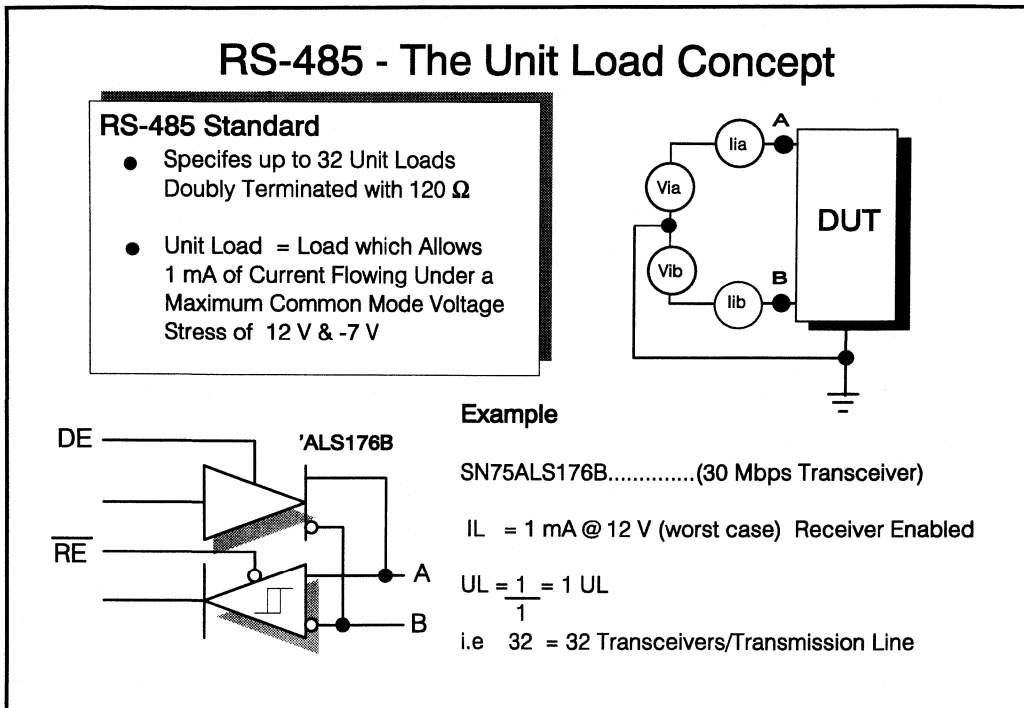 RS-485 - The Unit Load Concept
RS-485 Standard
● Specifes up to 32 Unit Loads
Doubly Terminated with 120 Ω
● Unit Load = Load which Allows
1 mA of Current Flowing Under a
Maximum Common Mode Voltage
Stress of 12 V & -7 V
A
Iia
Via
DUT
Vib
B
Iib
DE
'ALS176B
RE
A
B
Example
SN75ALS176B..............(30 Mbps Transceiver)
IL = 1 mA @ 12 V (worst case) Receiver Enabled
UL = 1 = 1 UL
1
i.e 32 = 32 Transceivers/Transmission Line